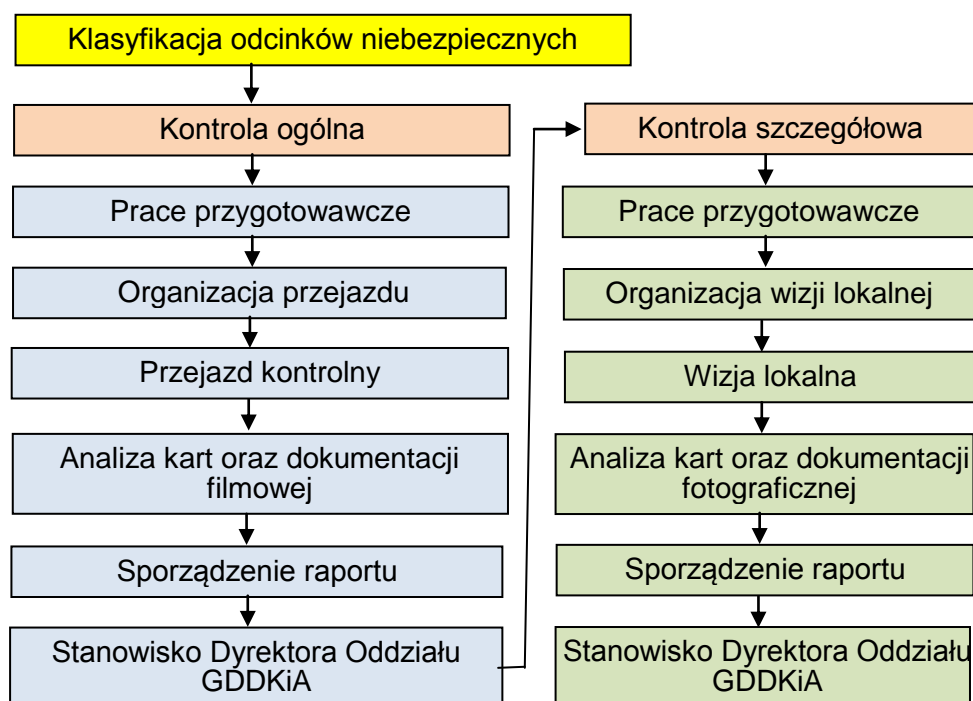 Klasyfikacja odcinków niebezpiecznych
Kontrola ogólna
Prace przygotowawcze
Organizacja przejazdu
Przejazd kontrolny
Analiza kart oraz dokumentacji
filmowej
Sporządzenie raportu
Stanowisko Dyrektora Oddziału
GDDKiA
Kontrola szczegółowa
Prace przygotowawcze
Organizacja wizji lokalnej
Wizja lokalna
Analiza kart oraz dokumentacji
fotograficznej
Sporządzenie raportu
Stanowisko Dyrektora Oddziału
GDDKiA